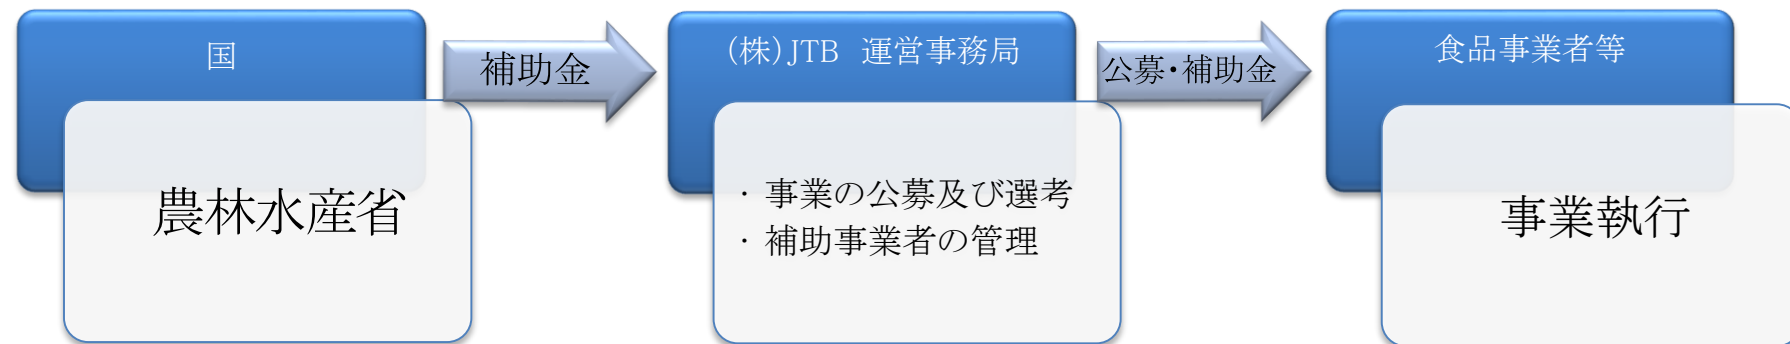 国
農林水産省
補助金
(株)JTB　運営事務局
・事業の公募及び選考
・補助事業者の管理
公募・補助金
食品事業者等
事業執行